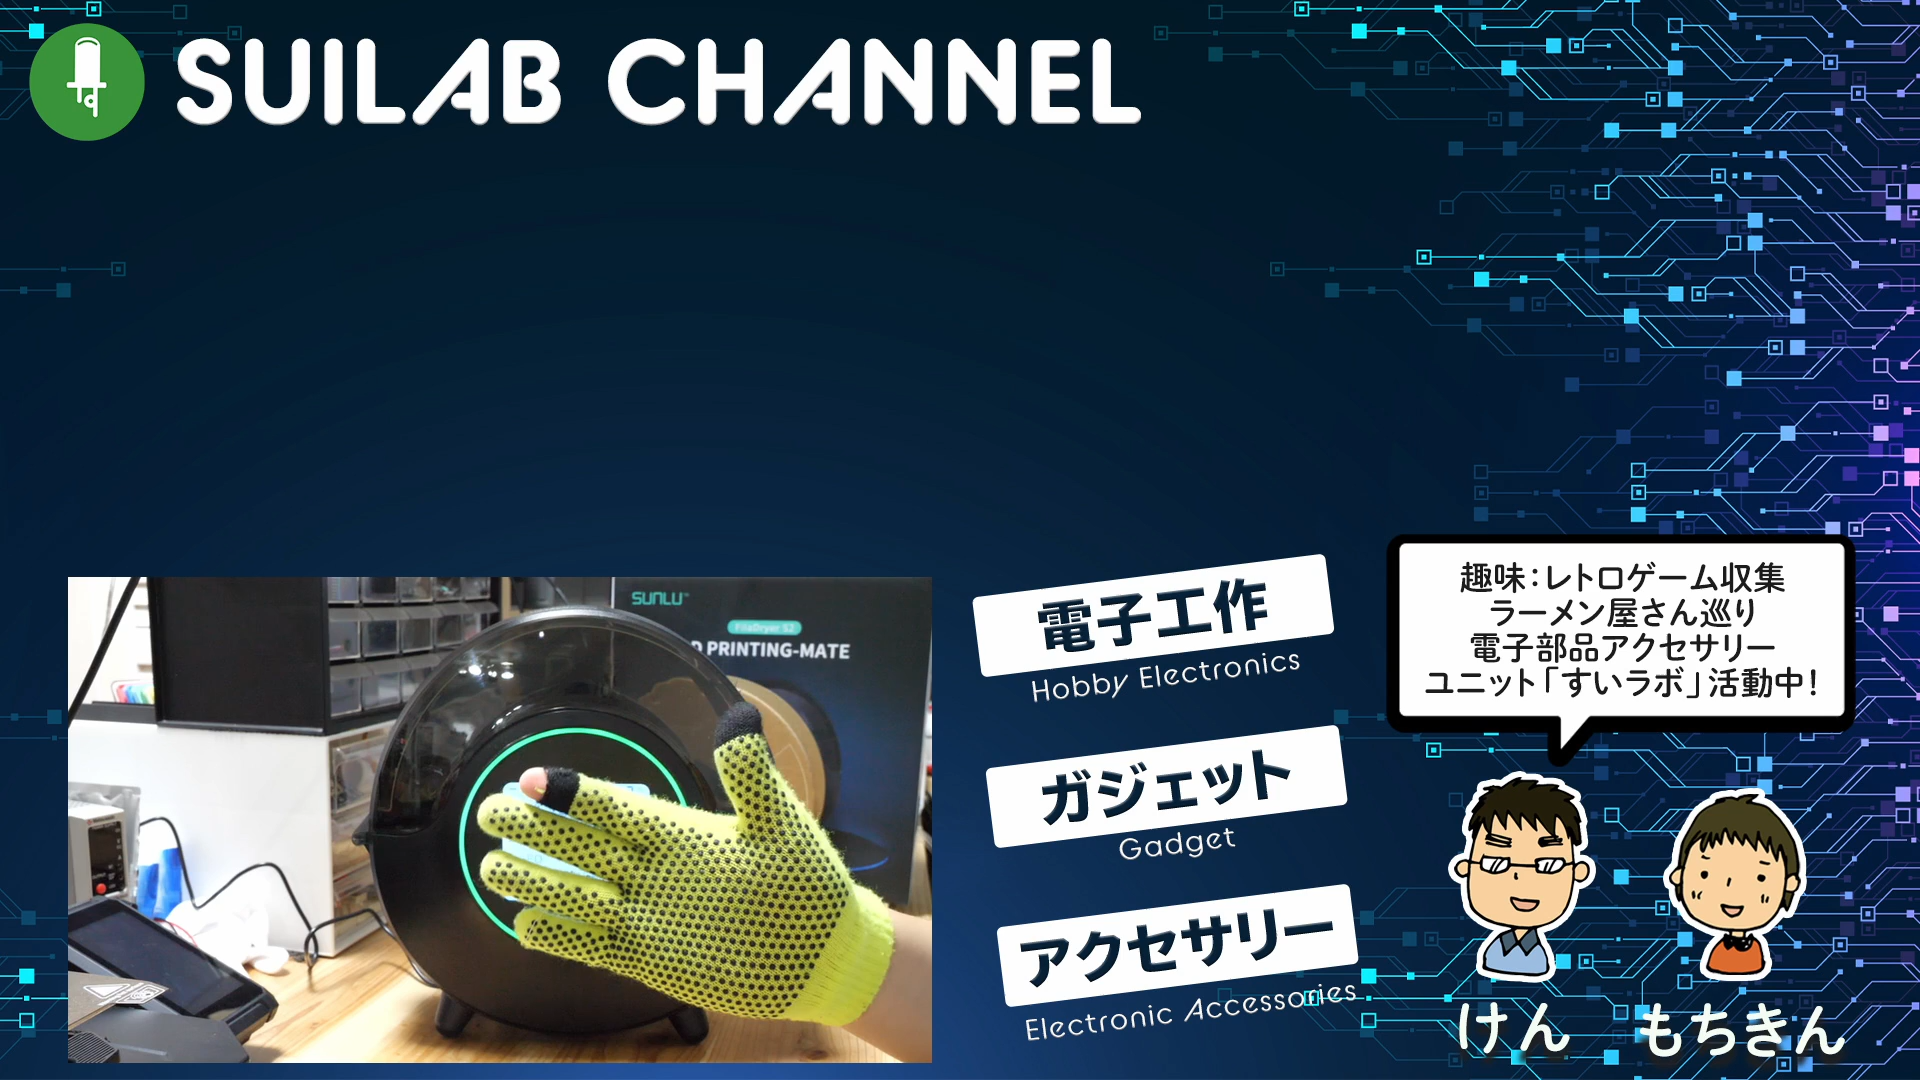 SUILAB CHANNEL
SUNLU
FilaDryer S2
D PRINTING-MATE
電子工作
Hobby Electronics
ガジェット
Gadget
アクセサリー
Electronic Accessories
趣味：レトロゲーム収集
ラーメン屋さん巡り
電子部品アクセサリー
ユニット「すいラボ」活動中！
けん
もちきん